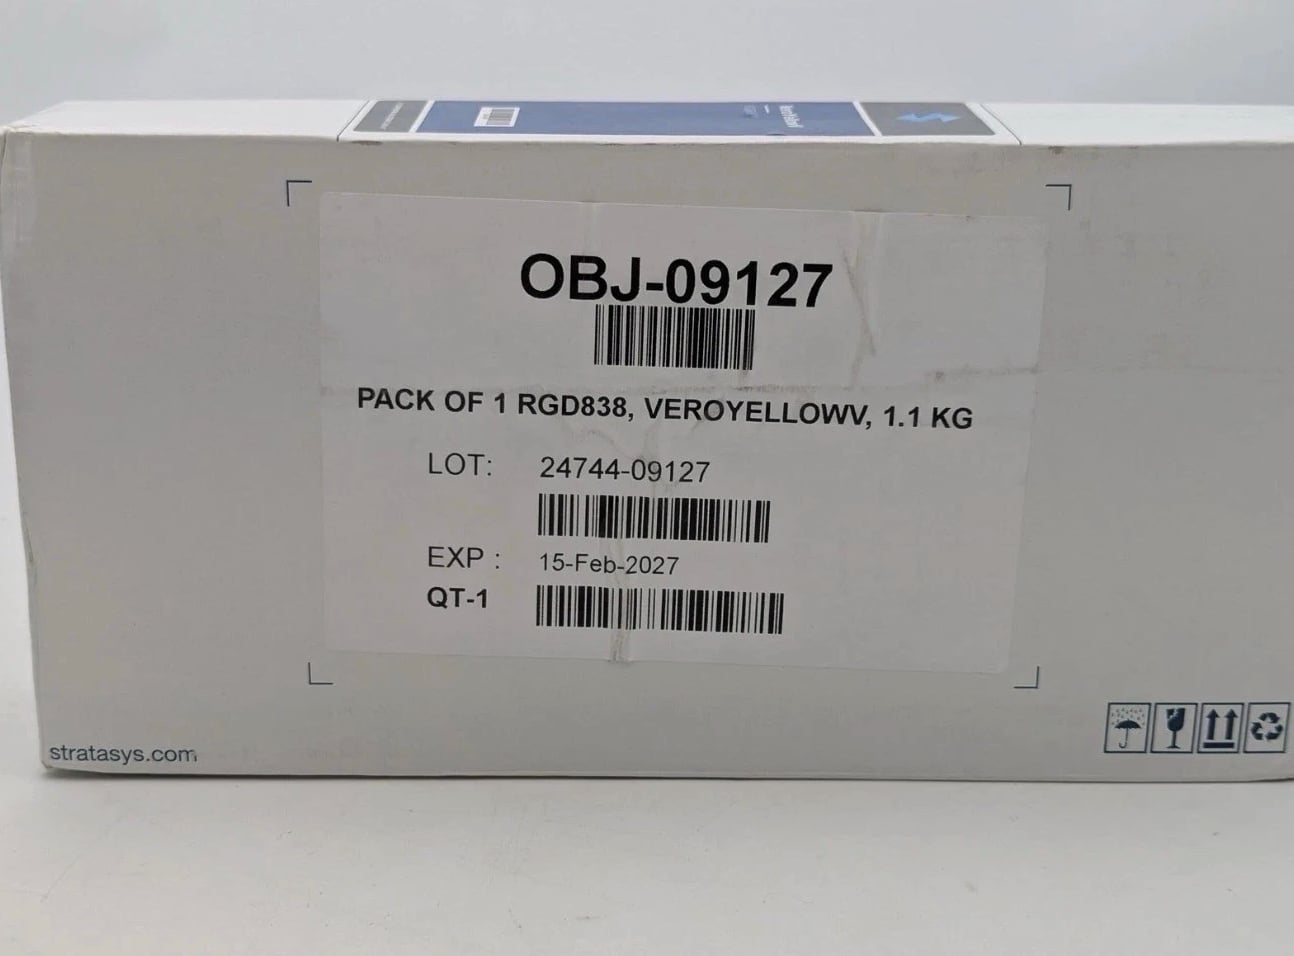 OBJ-09127
PACK OF 1 RGD838, VEROYELLOWV, 1.1 KG
LOT: 24744-09127
EXP : 15-Feb-2027
QT-1
stratasys.com